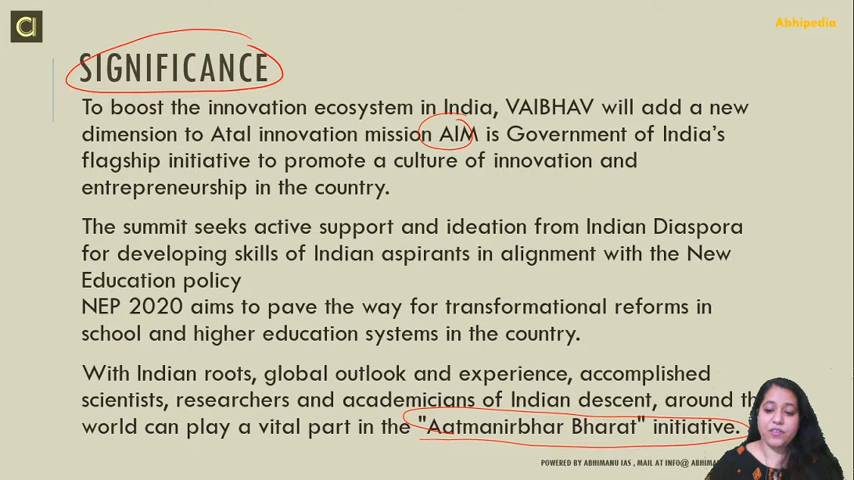 Abhipedia
SIGNIFICANCE
To boost the innovation ecosystem in India, VAIBHAV will add a new
dimension to Atal innovation mission AIM is Government of India's
flagship initiative to promote a culture of innovation and
entrepreneurship in the country.
The summit seeks active support and ideation from Indian Diaspora
for developing skills of Indian aspirants in alignment with the New
Education policy
NEP 2020 aims to pave the way for transformational reforms in
school and higher education systems in the country.
With Indian roots, global outlook and experience, accomplished
scientists, researchers and academicians of Indian descent, around
world can play a vital part in the "Aatmanirbhar Bharat" initiative.
POWERED BY ABHIMANU IAS , MAIL AT INFO@